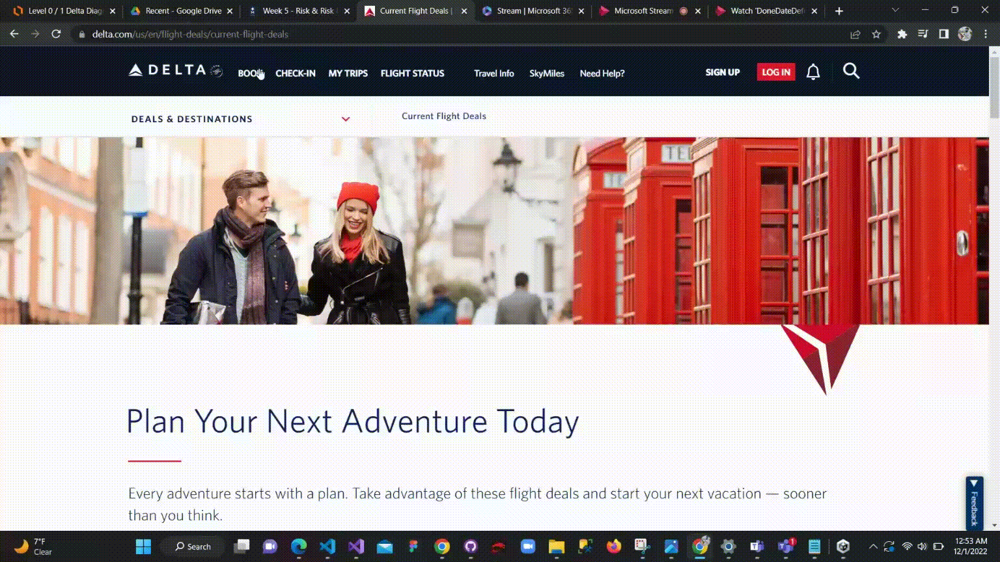 Level 0 / 1 Delta Diag
Recent - Google Drive
Week 5 - Risk & Risk
Current Flight Deals |
Stream | Microsoft 36
Microsoft Stream
Watch 'DoneDateDef
delta.com/us/en/flight-deals/current-flight-deals
DELTA
BOOK
CHECK-IN
MY TRIPS
FLIGHT STATUS
Travel Info
SkyMiles
Need Help?
SIGN UP
LOG IN
DEALS & DESTINATIONS
Current Flight Deals
TEL
Plan Your Next Adventure Today
Every adventure starts with a plan. Take advantage of these flight deals and start your next vacation — sooner
than you think.
Feedback
7°F
Clear
Search
1
12:53 AM
12/1/2022